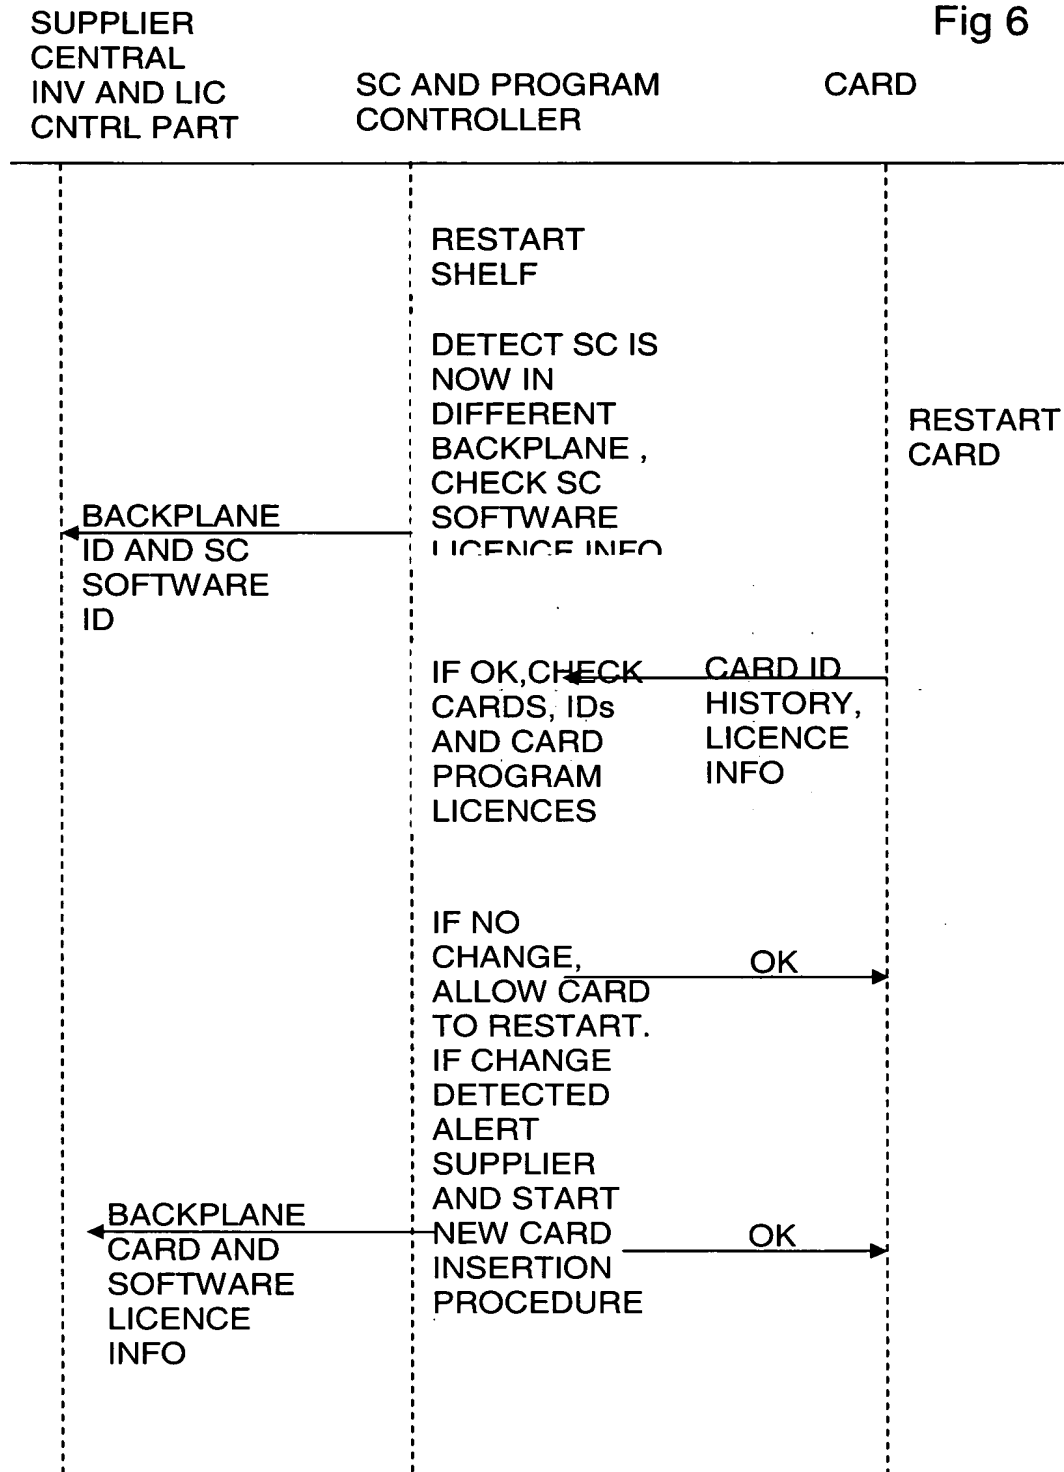 Fig 6
SUPPLIER
CENTRAL
INV AND LIC
CNTRL PART
SC AND PROGRAM
CONTROLLER
CARD
RESTART
SHELF
DETECT SC IS
NOW IN
DIFFERENT
BACKPLANE ,
CHECK SC
SOFTWARE
LICENCE INFO
RESTART
CARD
BACKPLANE
ID AND SC
SOFTWARE
ID
IF OK,CHECK
CARDS, IDs
AND CARD
PROGRAM
LICENCES
CARD ID
HISTORY,
LICENCE
INFO
IF NO
CHANGE,
ALLOW CARD
TO RESTART.
IF CHANGE
DETECTED
ALERT
SUPPLIER
AND START
NEW CARD
INSERTION
PROCEDURE
OK
BACKPLANE
CARD AND
SOFTWARE
LICENCE
INFO
OK